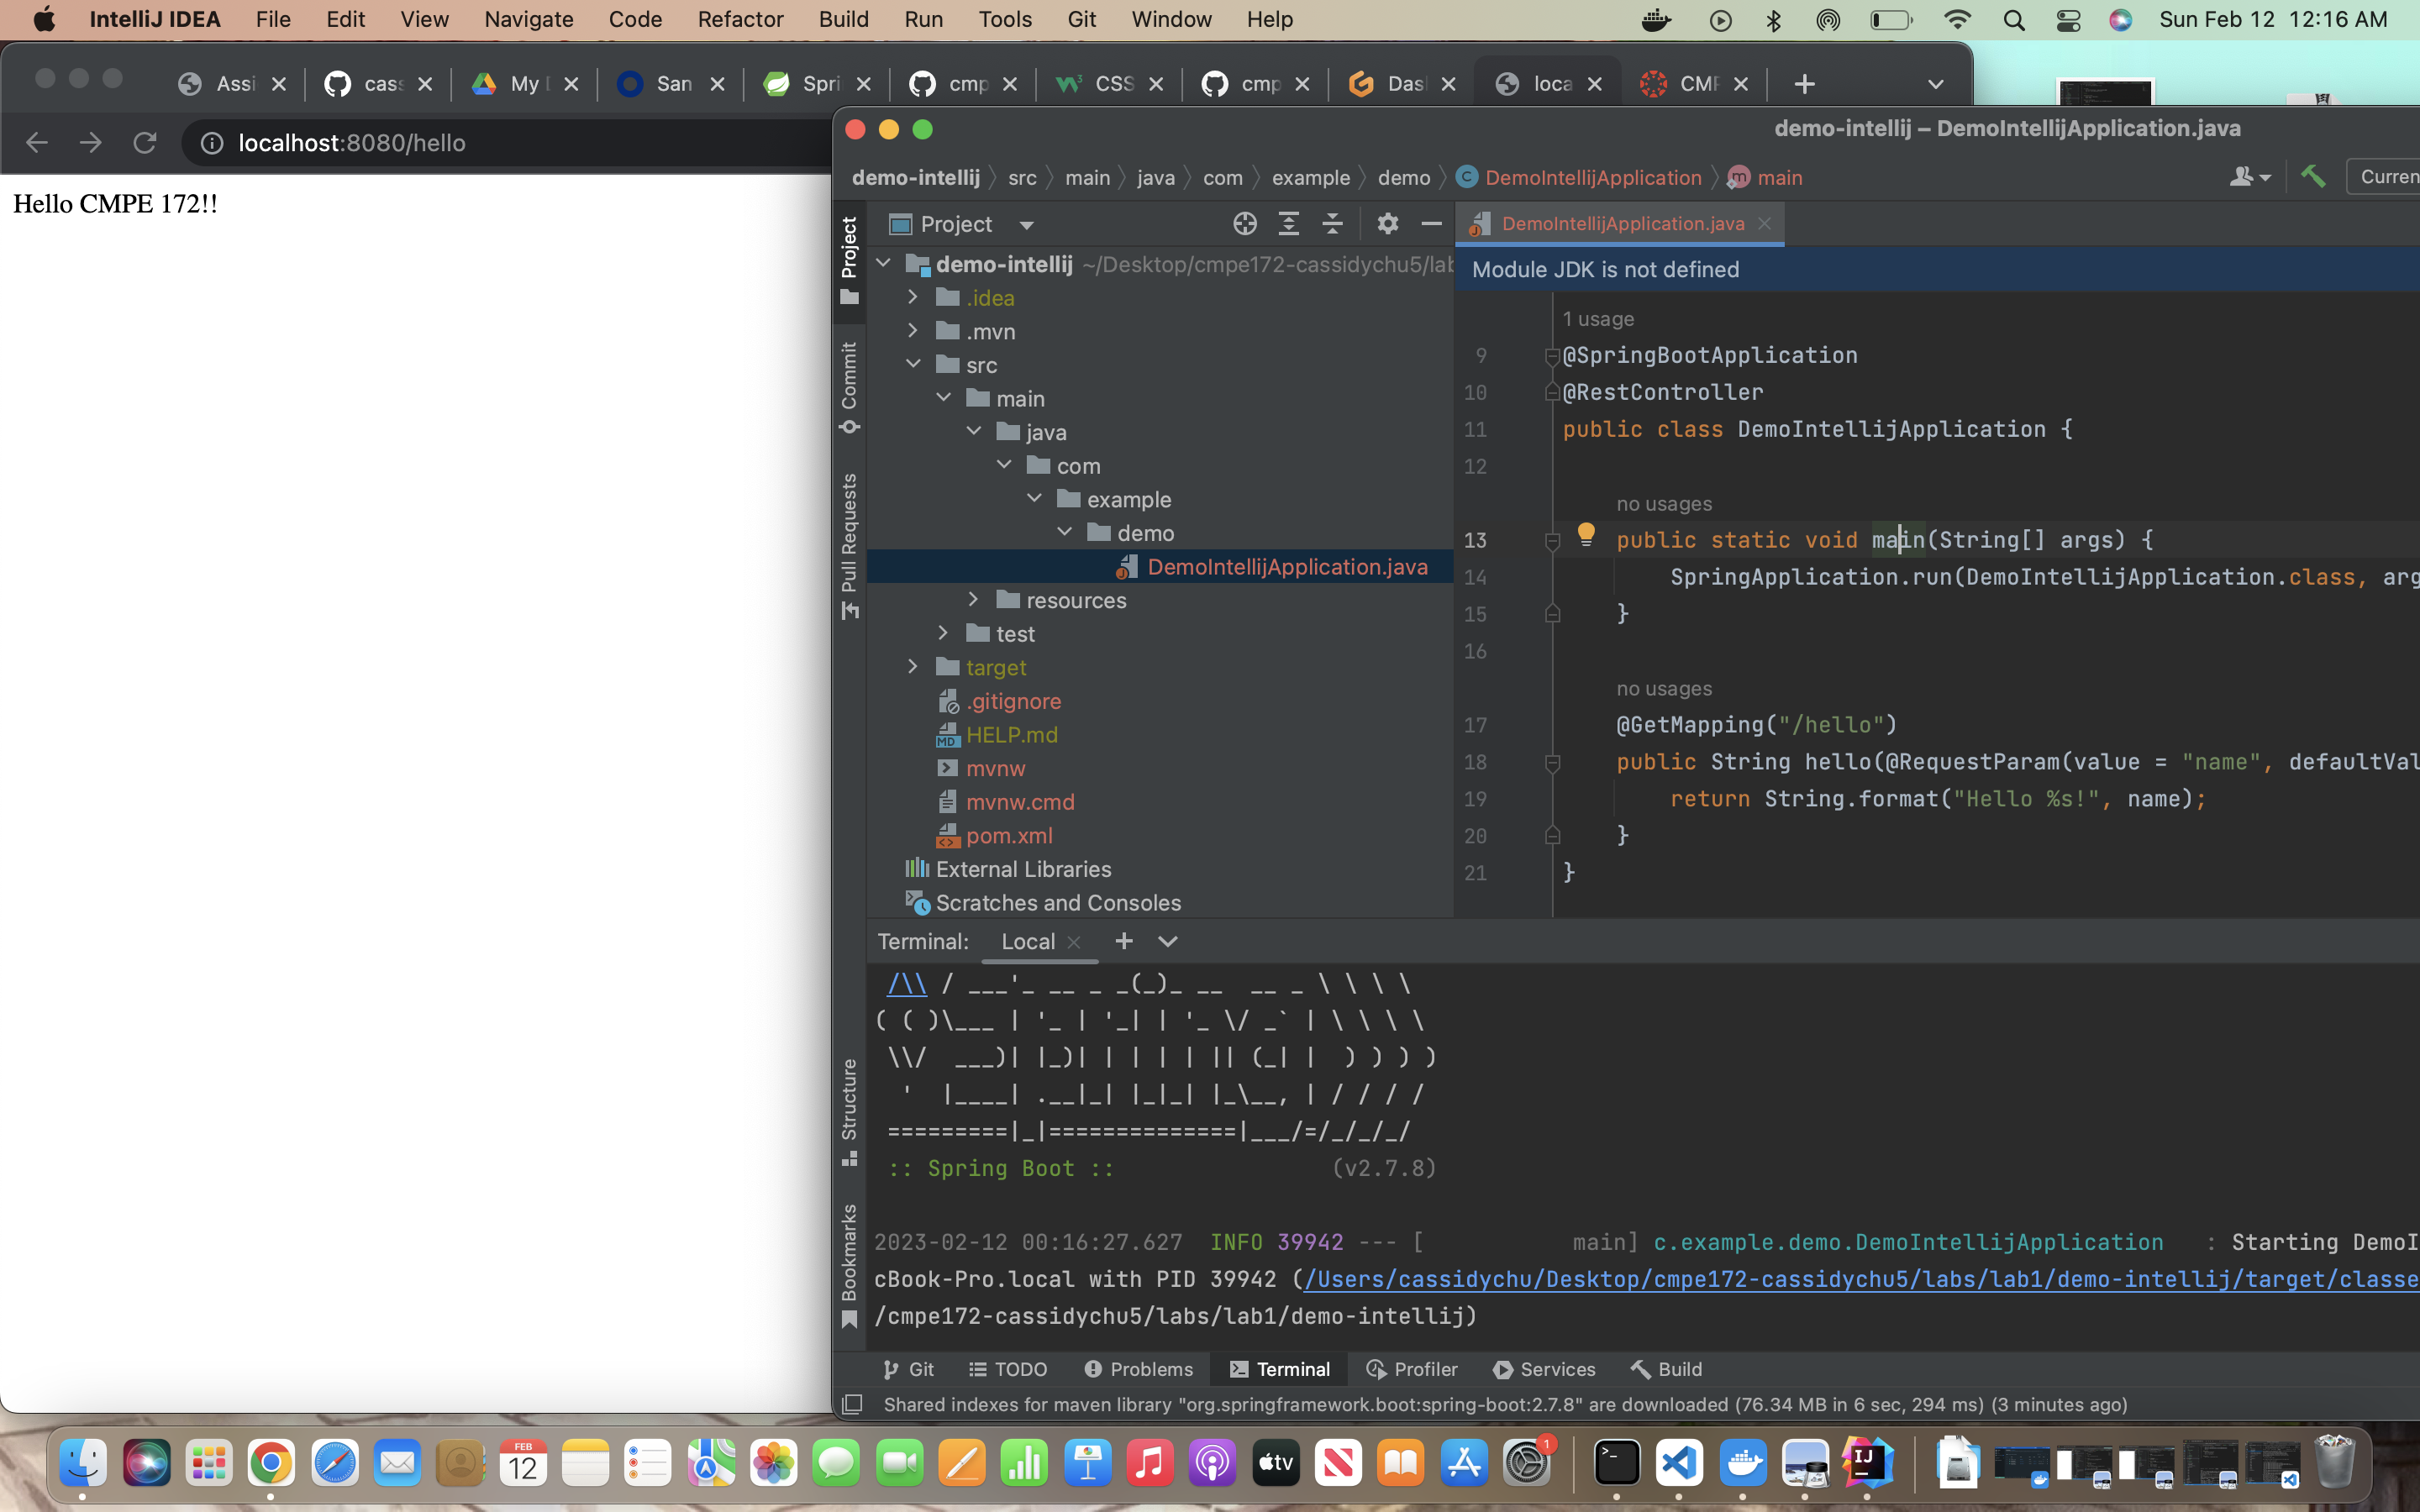 IntelliJ IDEA File Edit View Navigate Code Refactor Build Run Tools Git Window Help Sun Feb 12 12:16 AM
Assi cass My D San Spri cmp CSS cmp Das loca CMP
localhost:8080/hello
Hello CMPE 172!!
demo-intellij – DemoIntellijApplication.java
demo-intellij src main java com example demo DemoIntellijApplication main Curren
Project
Commit
Pull Requests
Structure
Bookmarks
Project
demo-intellij ~/Desktop/cmpe172-cassidychu5/lab
.idea
.mvn
src
main
java
com
example
demo
DemoIntellijApplication.java
resources
test
target
.gitignore
HELP.md
mvnw
mvnw.cmd
pom.xml
External Libraries
Scratches and Consoles
DemoIntellijApplication.java
Module JDK is not defined
1 usage
9 @SpringBootApplication
10 @RestController
11 public class DemoIntellijApplication {
12
no usages
13 public static void main(String[] args) {
14 SpringApplication.run(DemoIntellijApplication.class, arg
15 }
16
no usages
17 @GetMapping("/hello")
18 public String hello(@RequestParam(value = "name", defaultVal
19 return String.format("Hello %s!", name);
20 }
21 }
Terminal: Local
/\\ / ___'_ __ _ _(_)_ __  __ _ \ \ \ \
( ( )\___ | '_ | '_| | '_ \/ _` | \ \ \ \
\\/  ___)| |_)| | | | | || (_| |  ) ) ) )
'  |____| .__|_| |_|_| |_\__, | / / / /
=========|_|==============|___/=/_/_/_/
:: Spring Boot :: (v2.7.8)
2023-02-12 00:16:27.627 INFO 39942 --- [ main] c.example.demo.DemoIntellijApplication : Starting DemoI
cBook-Pro.local with PID 39942 (/Users/cassidychu/Desktop/cmpe172-cassidychu5/labs/lab1/demo-intellij/target/classe
/cmpe172-cassidychu5/labs/lab1/demo-intellij)
Git TODO Problems Terminal Profiler Services Build
Shared indexes for maven library "org.springframework.boot:spring-boot:2.7.8" are downloaded (76.34 MB in 6 sec, 294 ms) (3 minutes ago)
FEB
12
tv
1
IJ